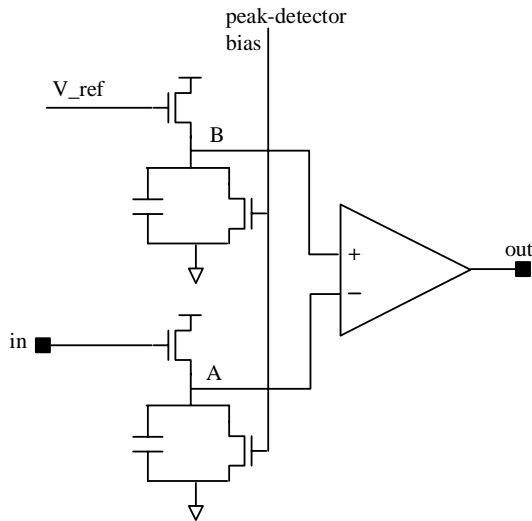 peak-detector
bias
V_ref
B
+
out
−
in
A